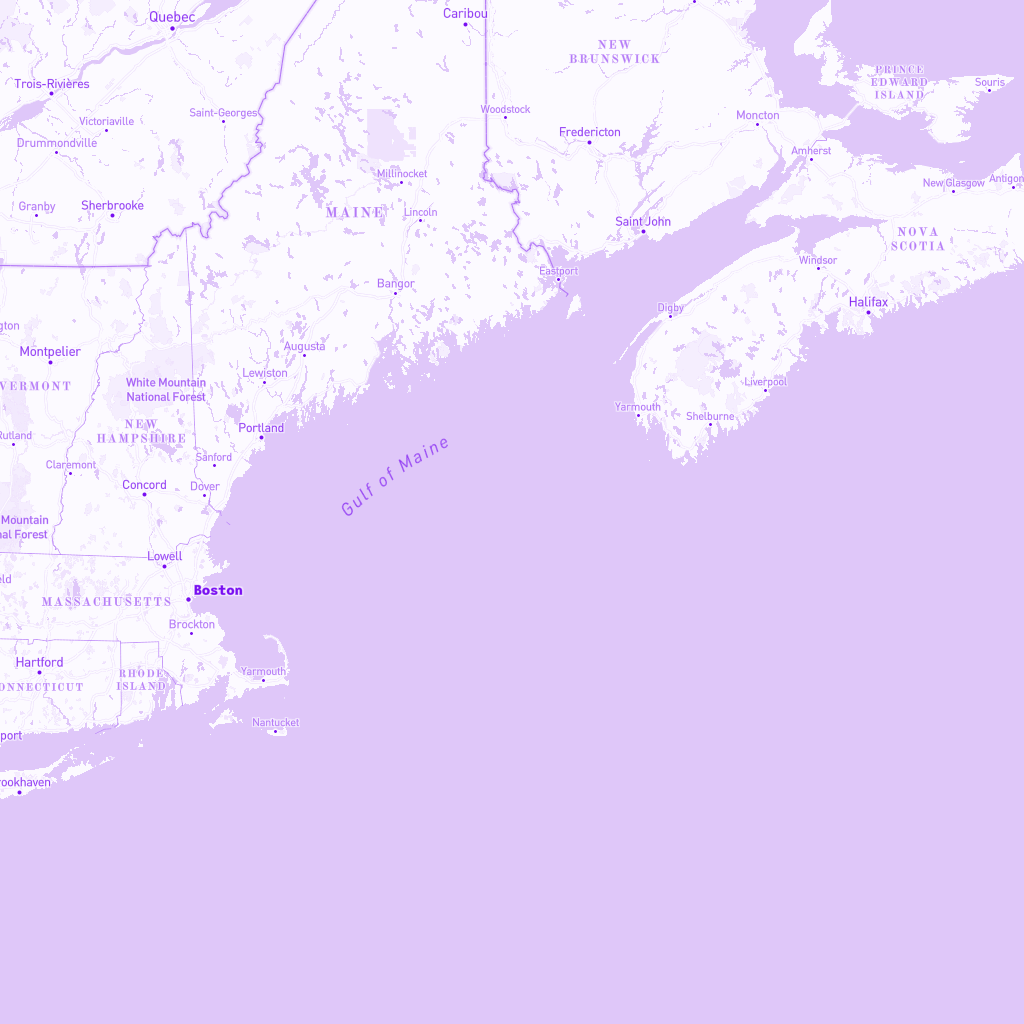 Quebec
Caribou
NEW
BRUNSWICK
PRINCE
EDWARD
ISLAND
Souris
Trois-Rivières
Victoriaville
Saint-Georges
Woodstock
Moncton
Drummondville
Fredericton
Amherst
Millinocket
New Glasgow
Antigon
Granby
Sherbrooke
MAINE
Lincoln
Saint John
NOVA
SCOTIA
Windsor
Eastport
Bangor
Digby
Halifax
ngton
Montpelier
Augusta
VERMONT
Lewiston
White Mountain
National Forest
Liverpool
Yarmouth
Shelburne
NEW
HAMPSHIRE
Portland
Rutland
Gulf of Maine
Claremont
Sanford
Concord
Dover
Mountain
nal Forest
Lowell
eld
Boston
MASSACHUSETTS
Brockton
Hartford
Yarmouth
RHODE
ISLAND
ONNECTICUT
Nantucket
port
rookhaven